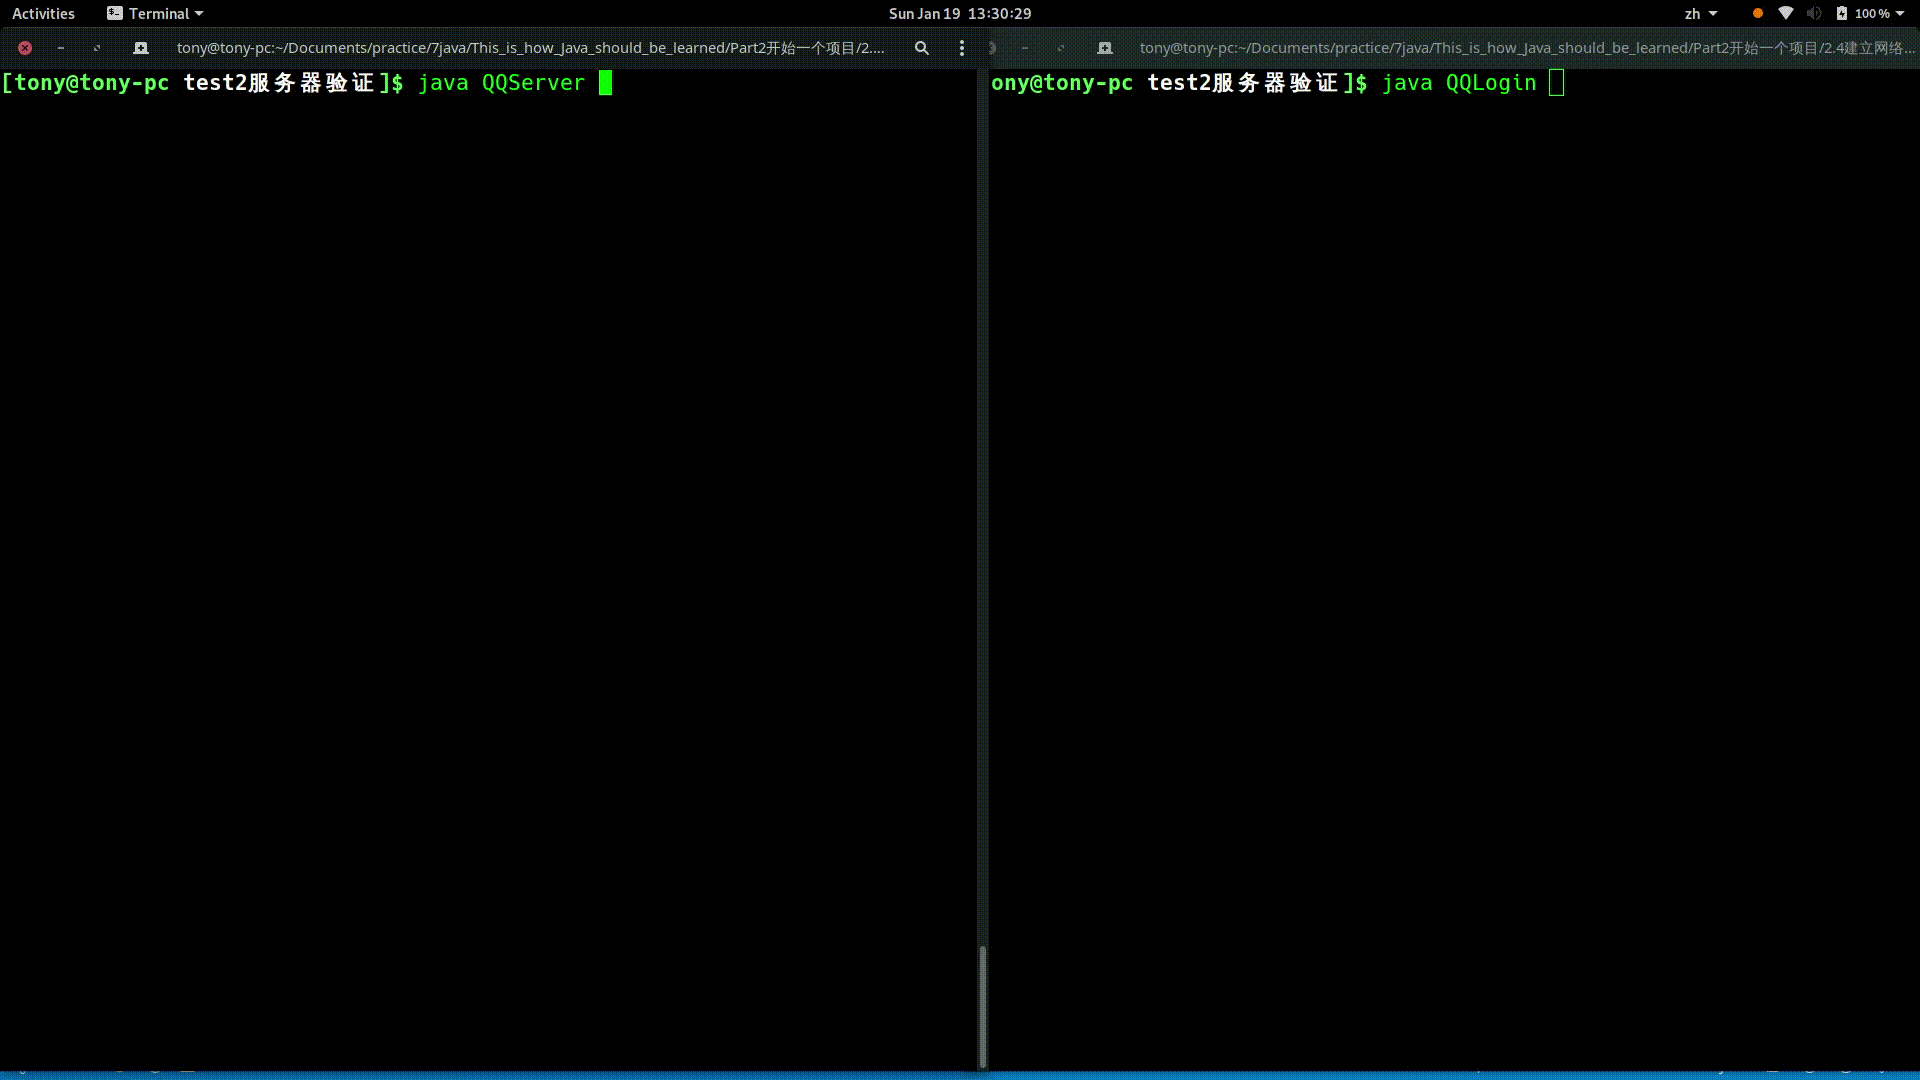 Activities Terminal Sun Jan 19 13:30:29 zh 100 %
tony@tony-pc:~/Documents/practice/7java/This_is_how_Java_should_be_learned/Part2开始一个项目/2....
tony@tony-pc:~/Documents/practice/7java/This_is_how_Java_should_be_learned/Part2开始一个项目/2.4建立网络...
[tony@tony-pc test2服务器验证]$ java QQServer
ony@tony-pc test2服务器验证]$ java QQLogin